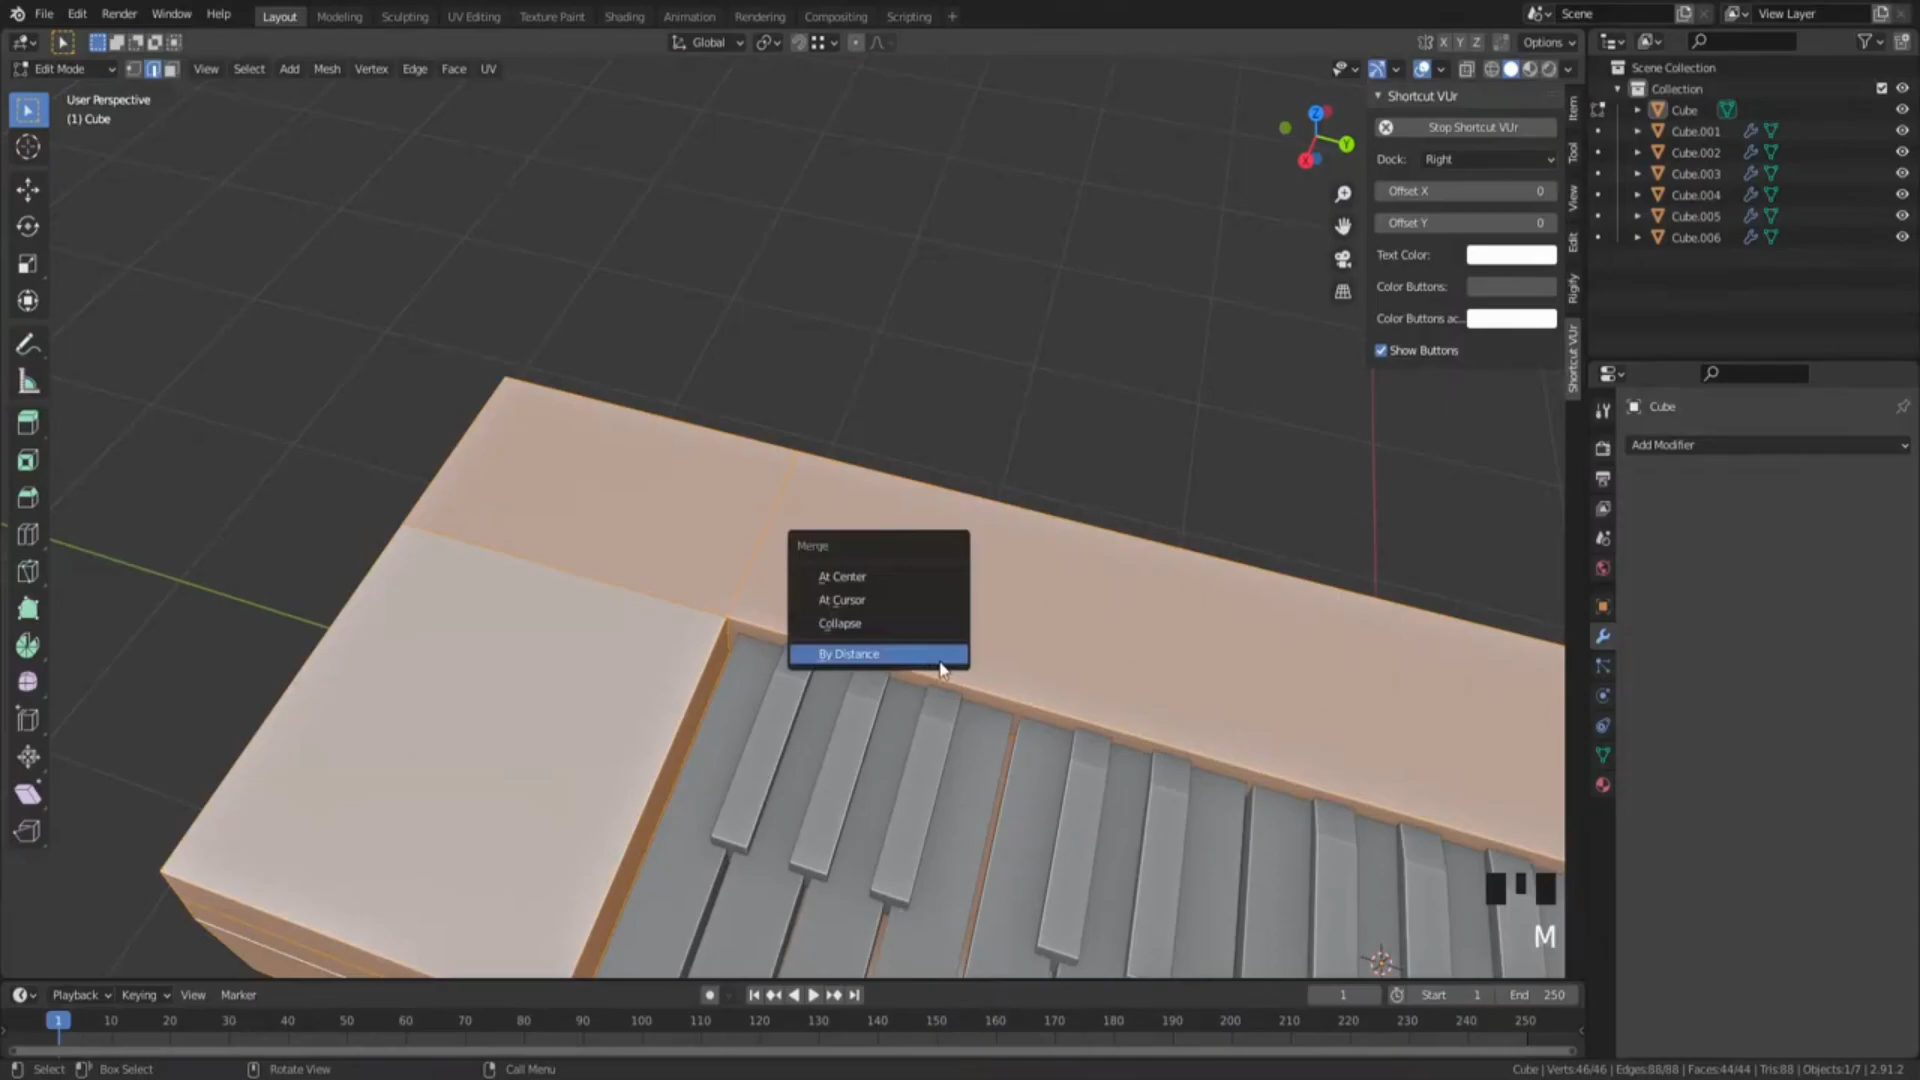 File Edit Render Window Help
Layout Modeling Sculpting UV Editing Texture Paint Shading Animation Rendering Compositing Scripting +
Scene
View Layer
Global
X Y Z Options
Edit Mode View Select Add Mesh Vertex Edge Face UV
User Perspective
(1) Cube
Z
Y
X
Shortcut VUr
Stop Shortcut VUr
Dock: Right
Offset X 0
Offset Y 0
Text Color:
Color Buttons:
Color Buttons ac..
Show Buttons
Item
Tool
View
Edit
Rigify
Shortcut VUr
Scene Collection
Collection
Cube
Cube.001
Cube.002
Cube.003
Cube.004
Cube.005
Cube.006
Cube
Add Modifier
Merge
At Center
At Cursor
Collapse
By Distance
M
Playback Keying View Marker
1 Start 1 End 250
1 10 20 30 40 50 60 70 80 90 100 110 120 130 140 150 160 170 180 190 200 210 220 230 240 250
Select Box Select Rotate View Call Menu
Cube | Verts:46/46 | Edges:88/88 | Faces:44/44 | Tris:88 | Objects:1/7 | 2.91.2